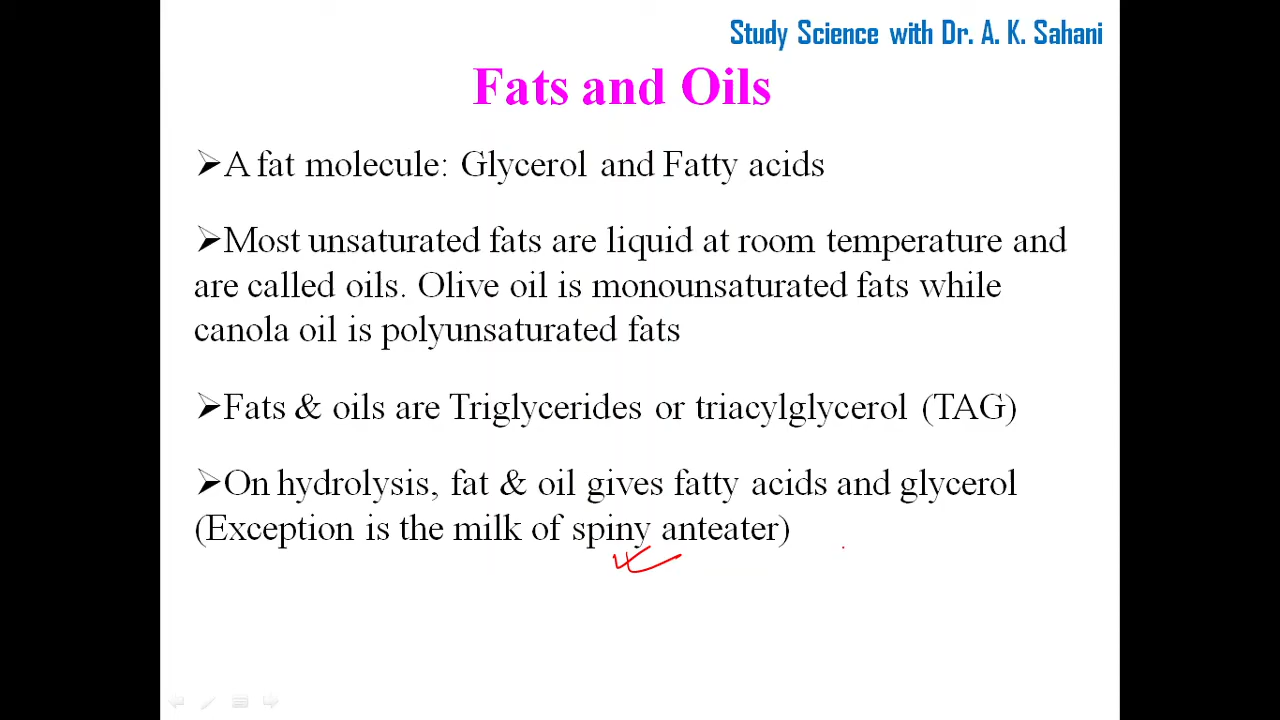 Study Science with Dr. A. K. Sahani
Fats and Oils
➢A fat molecule: Glycerol and Fatty acids
➢Most unsaturated fats are liquid at room temperature and
are called oils. Olive oil is monounsaturated fats while
canola oil is polyunsaturated fats
➢Fats & oils are Triglycerides or triacylglycerol (TAG)
➢On hydrolysis, fat & oil gives fatty acids and glycerol
(Exception is the milk of spiny anteater)